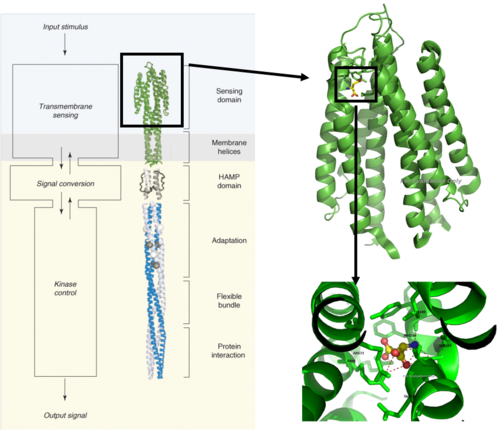 Input stimulus
Transmembrane
sensing
Signal conversion
Kinase
control
Output signal
Sensing
domain
Membrane
helices
HAMP
domain
Adaptation
Flexible
bundle
Protein
interaction